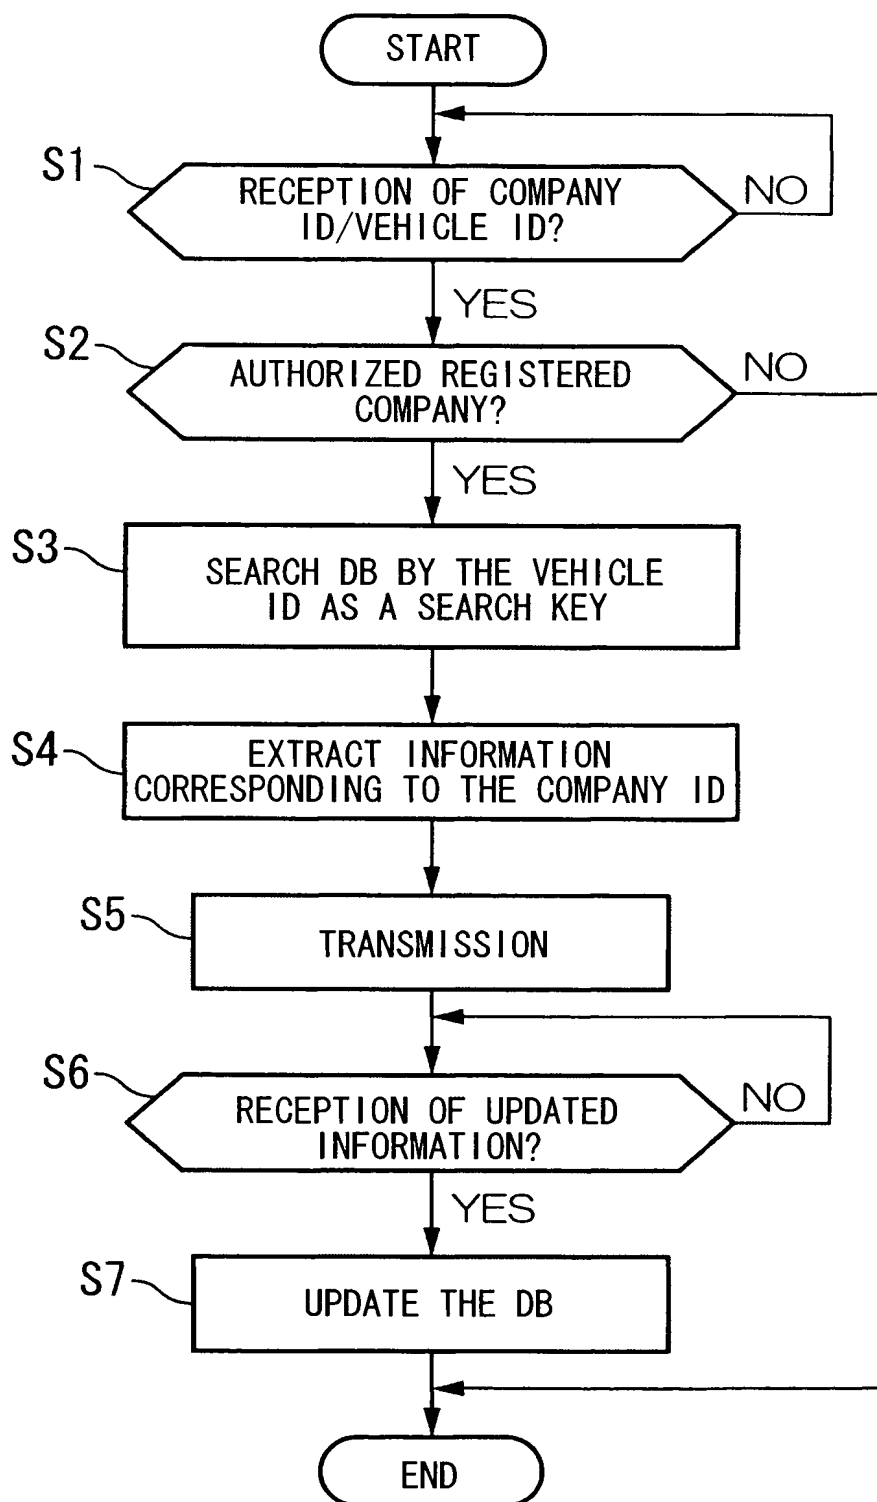 START
S1
RECEPTION OF COMPANY
ID/VEHICLE ID?
NO
YES
S2
AUTHORIZED REGISTERED
COMPANY?
NO
YES
S3
SEARCH DB BY THE VEHICLE
ID AS A SEARCH KEY
S4
EXTRACT INFORMATION
CORRESPONDING TO THE COMPANY ID
S5
TRANSMISSION
S6
RECEPTION OF UPDATED
INFORMATION?
NO
YES
S7
UPDATE THE DB
END